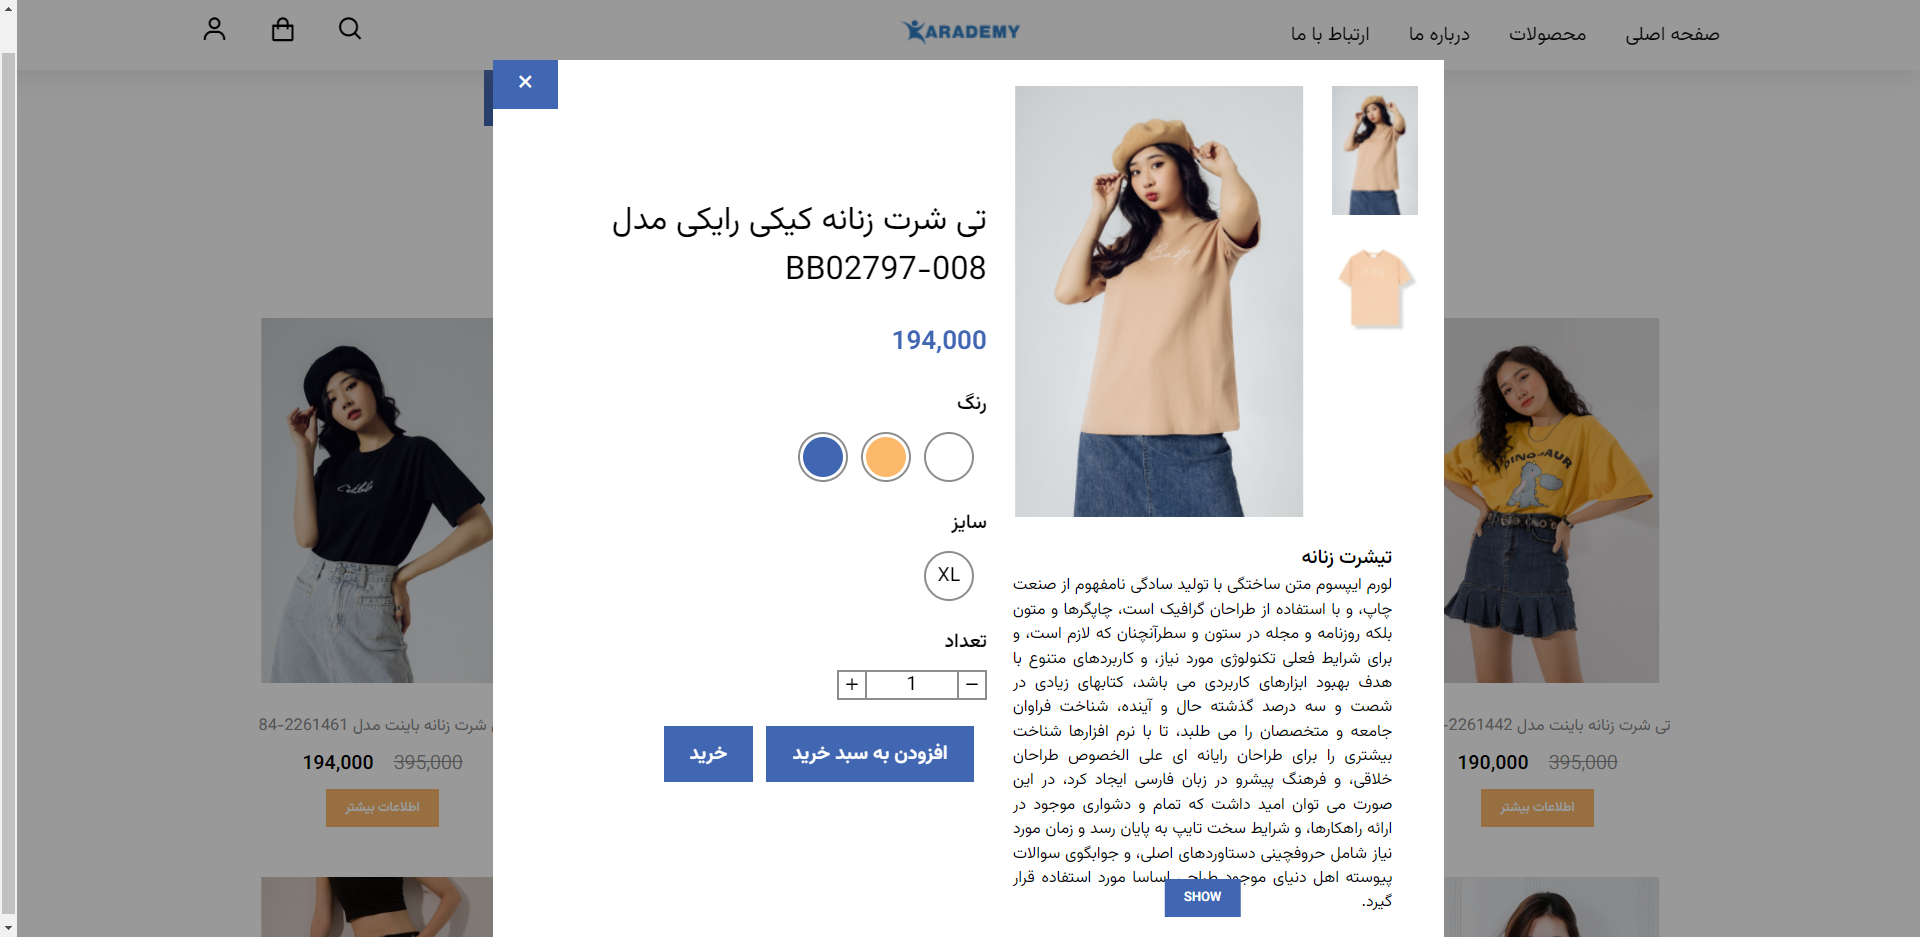 صفحه اصلی
محصولات
درباره ما
ارتباط با ما
KARADEMY
×
تی شرت زنانه کیکی رایکی مدل
BB02797-008
194,000
رنگ
سایز
XL
تعداد
−
1
+
افزودن به سبد خرید
خرید
تیشرت زنانه
لورم ایپسوم متن ساختگی با تولید سادگی نامفهوم از صنعت
چاپ، و با استفاده از طراحان گرافیک است، چاپگرها و متون
بلکه روزنامه و مجله در ستون و سطرآنچنان که لازم است، و
برای شرایط فعلی تکنولوژی مورد نیاز، و کاربردهای متنوع با
هدف بهبود ابزارهای کاربردی می باشد، کتابهای زیادی در
شصت و سه درصد گذشته حال و آینده، شناخت فراوان
جامعه و متخصصان را می طلبد، تا با نرم افزارها شناخت
بیشتری را برای طراحان رایانه ای علی الخصوص طراحان
خلاقی، و فرهنگ پیشرو در زبان فارسی ایجاد کرد، در این
صورت می توان امید داشت که تمام و دشواری موجود در
ارائه راهکارها، و شرایط سخت تایپ به پایان رسد و زمان مورد
نیاز شامل حروفچینی دستاوردهای اصلی، و جوابگوی سوالات
پیوسته اهل دنیای موجود طراحی اساسا مورد استفاده قرار
گیرد.
SHOW
DINOSAUR
تی شرت زنانه باینت مدل 2261442-
395,000
190,000
اطلاعات بیشتر
شرت زنانه باینت مدل 2261461-84
395,000
194,000
اطلاعات بیشتر